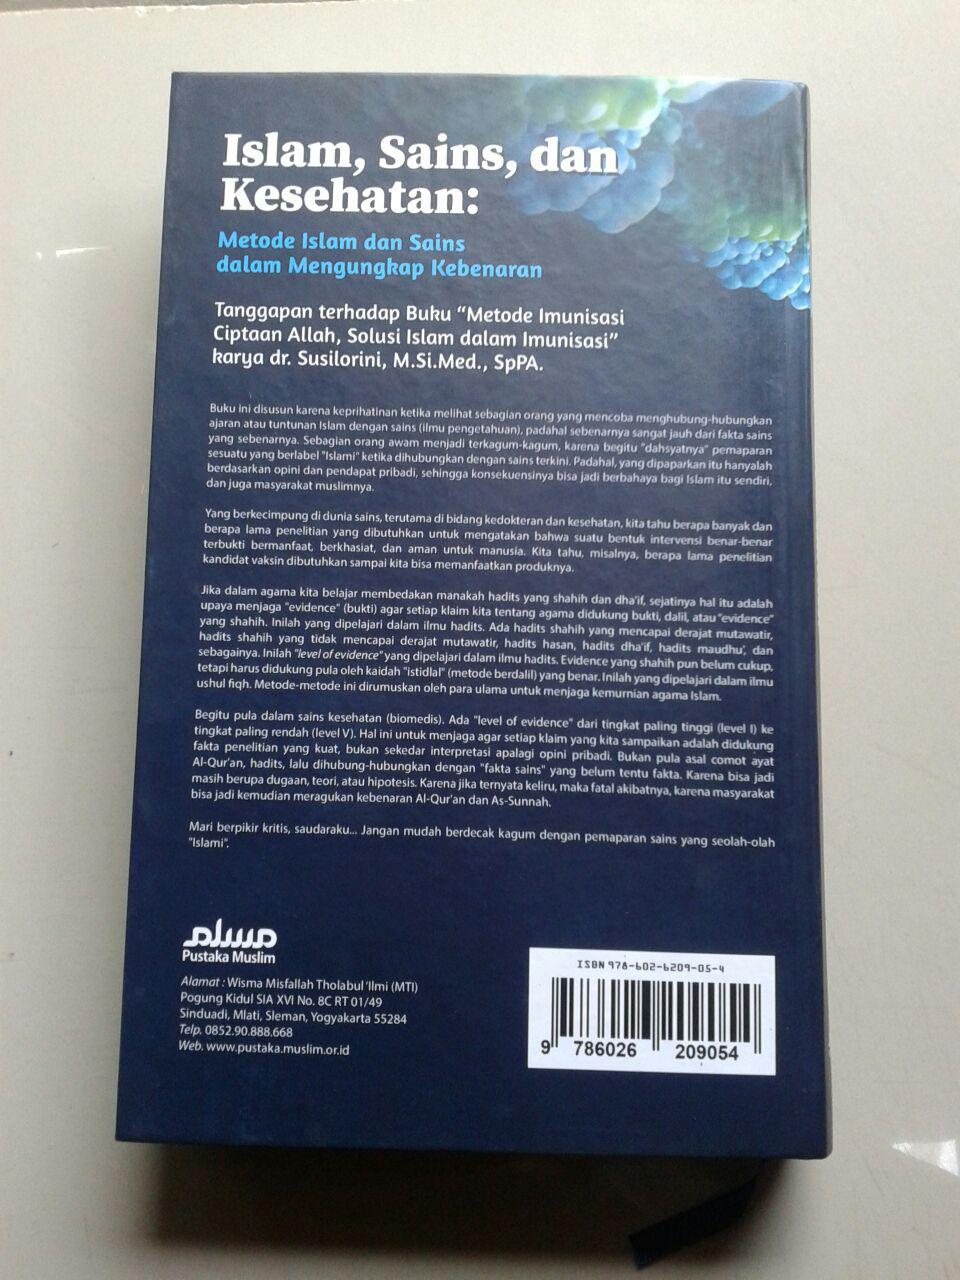 Islam, Sains, dan
Kesehatan:
Metode Islam dan Sains
dalam Mengungkap Kebenaran
Tanggapan terhadap Buku “Metode Imunisasi
Ciptaan Allah, Solusi Islam dalam Imunisasi”
karya dr. Susilorini, M.Si.Med., SpPA.
Buku ini disusun karena keprihatinan ketika melihat sebagian orang yang mencoba menghubung-hubungkan
ajaran atau tuntunan Islam dengan sains (ilmu pengetahuan), padahal sebenarnya sangat jauh dari fakta sains
yang sebenarnya. Sebagian orang awam menjadi terkagum-kagum, karena begitu "dahsyatnya" pemaparan
sesuatu yang berlabel "Islami" ketika dihubungkan dengan sains terkini. Padahal, yang dipaparkan itu hanyalah
berdasarkan opini dan pendapat pribadi, sehingga konsekuensinya bisa jadi berbahaya bagi Islam itu sendiri,
dan juga masyarakat muslimnya.
Yang berkecimpung di dunia sains, terutama di bidang kedokteran dan kesehatan, kita tahu berapa banyak dan
berapa lama penelitian yang dibutuhkan untuk mengatakan bahwa suatu bentuk intervensi benar-benar
terbukti bermanfaat, berkhasiat, dan aman untuk manusia. Kita tahu, misalnya, berapa lama penelitian
kandidat vaksin dibutuhkan sampai kita bisa memanfaatkan produknya.
Jika dalam agama kita belajar membedakan manakah hadits yang shahih dan dha'if, sejatinya hal itu adalah
upaya menjaga "evidence" (bukti) agar setiap klaim kita tentang agama didukung bukti, dalil, atau "evidence"
yang shahih. Inilah yang dipelajari dalam ilmu hadits. Ada hadits shahih yang mencapai derajat mutawatir,
hadits shahih yang tidak mencapai derajat mutawatir, hadits hasan, hadits dha'if, hadits maudhu', dan
sebagainya. Inilah "level of evidence" yang dipelajari dalam ilmu hadits. Evidence yang shahih pun belum cukup,
tetapi harus didukung pula oleh kaidah "istidlal" (metode berdalil) yang benar. Inilah yang dipelajari dalam ilmu
ushul fiqh. Metode-metode ini dirumuskan oleh para ulama untuk menjaga kemurnian agama Islam.
Begitu pula dalam sains kesehatan (biomedis). Ada "level of evidence" dari tingkat paling tinggi (level I) ke
tingkat paling rendah (level V). Hal ini untuk menjaga agar setiap klaim yang kita sampaikan adalah didukung
fakta penelitian yang kuat, bukan sekedar interpretasi apalagi opini pribadi. Bukan pula asal comot ayat
Al-Qur'an, hadits, lalu dihubung-hubungkan dengan "fakta sains" yang belum tentu fakta. Karena bisa jadi
masih berupa dugaan, teori, atau hipotesis. Karena jika ternyata keliru, maka fatal akibatnya, karena masyarakat
bisa jadi kemudian meragukan kebenaran Al-Qur'an dan As-Sunnah.
Mari berpikir kritis, saudaraku... Jangan mudah berdecak kagum dengan pemaparan sains yang seolah-olah
"Islami".
مسلم
Pustaka Muslim
Alamat : Wisma Misfallah Tholabul 'Ilmi (MTI)
Pogung Kidul SIA XVI No. 8C RT 01/49
Sinduadi, Mlati, Sleman, Yogyakarta 55284
Telp. 0852.90.888.668
Web. www.pustaka.muslim.or.id
ISBN 978-602-6209-05-4
9 786026 209054